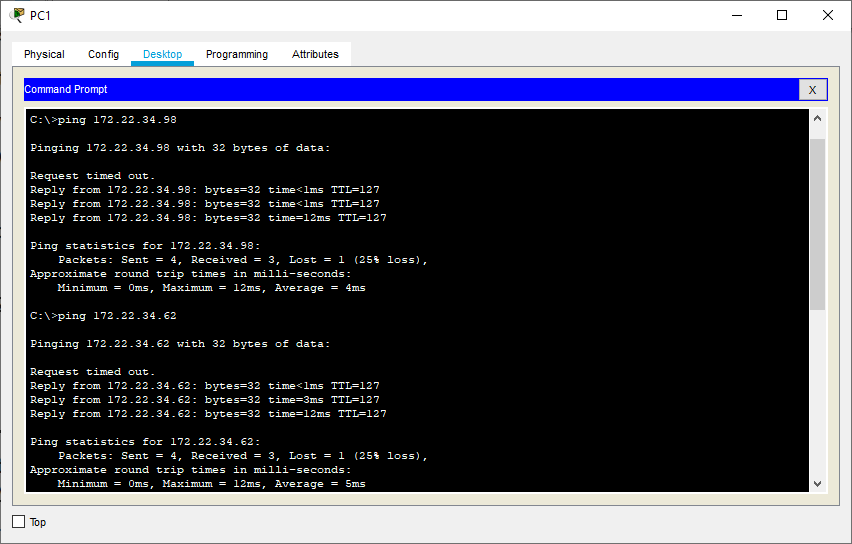 PC1
Physical Config Desktop Programming Attributes
Command Prompt X
C:\>ping 172.22.34.98
Pinging 172.22.34.98 with 32 bytes of data:
Request timed out.
Reply from 172.22.34.98: bytes=32 time<1ms TTL=127
Reply from 172.22.34.98: bytes=32 time<1ms TTL=127
Reply from 172.22.34.98: bytes=32 time=12ms TTL=127
Ping statistics for 172.22.34.98:
Packets: Sent = 4, Received = 3, Lost = 1 (25% loss),
Approximate round trip times in milli-seconds:
Minimum = 0ms, Maximum = 12ms, Average = 4ms
C:\>ping 172.22.34.62
Pinging 172.22.34.62 with 32 bytes of data:
Request timed out.
Reply from 172.22.34.62: bytes=32 time<1ms TTL=127
Reply from 172.22.34.62: bytes=32 time=3ms TTL=127
Reply from 172.22.34.62: bytes=32 time=12ms TTL=127
Ping statistics for 172.22.34.62:
Packets: Sent = 4, Received = 3, Lost = 1 (25% loss),
Approximate round trip times in milli-seconds:
Minimum = 0ms, Maximum = 12ms, Average = 5ms
Top